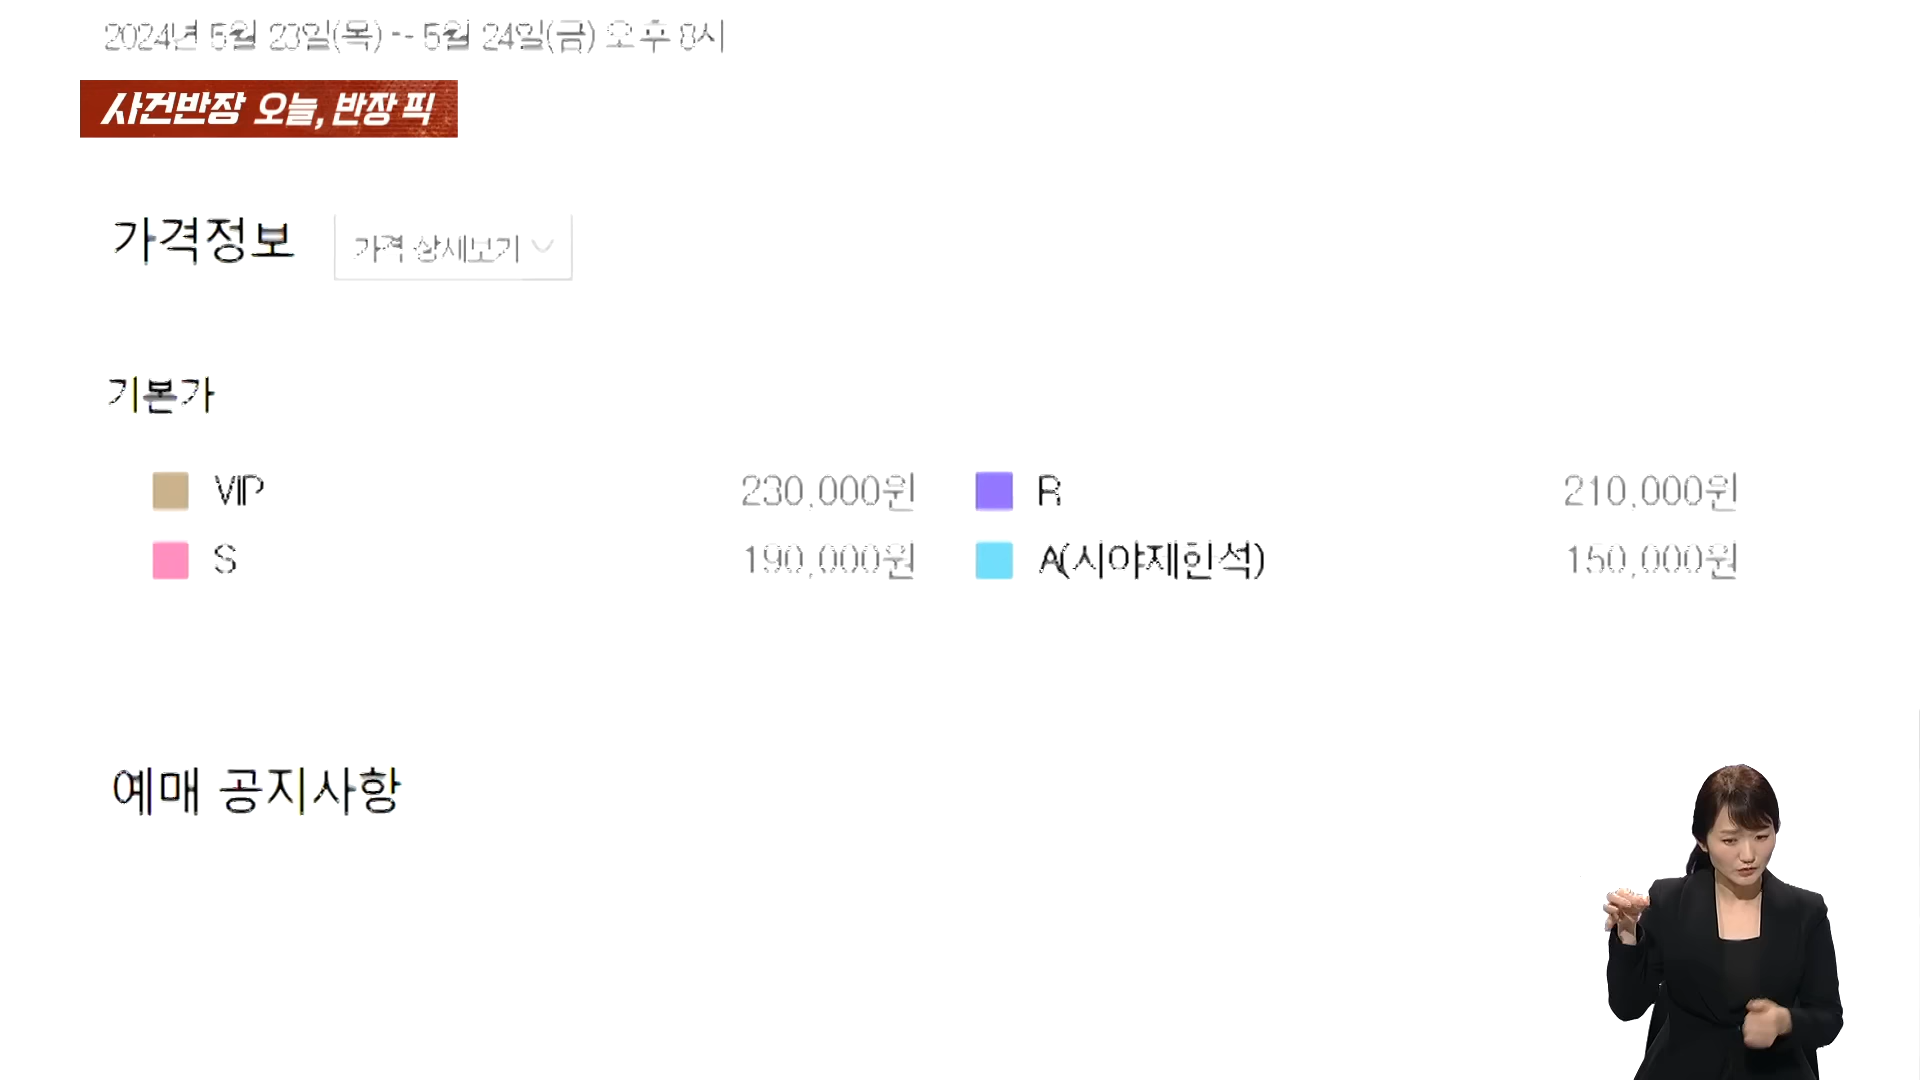 2024년 5월 23일(목) ~ 5월 24일(금) 오후 8시
사건반장 오늘, 반장 픽
가격정보 가격 상세보기
기본가
VIP 230,000원 R 210,000원
S 190,000원 A(시야제한석) 150,000원
예매 공지사항